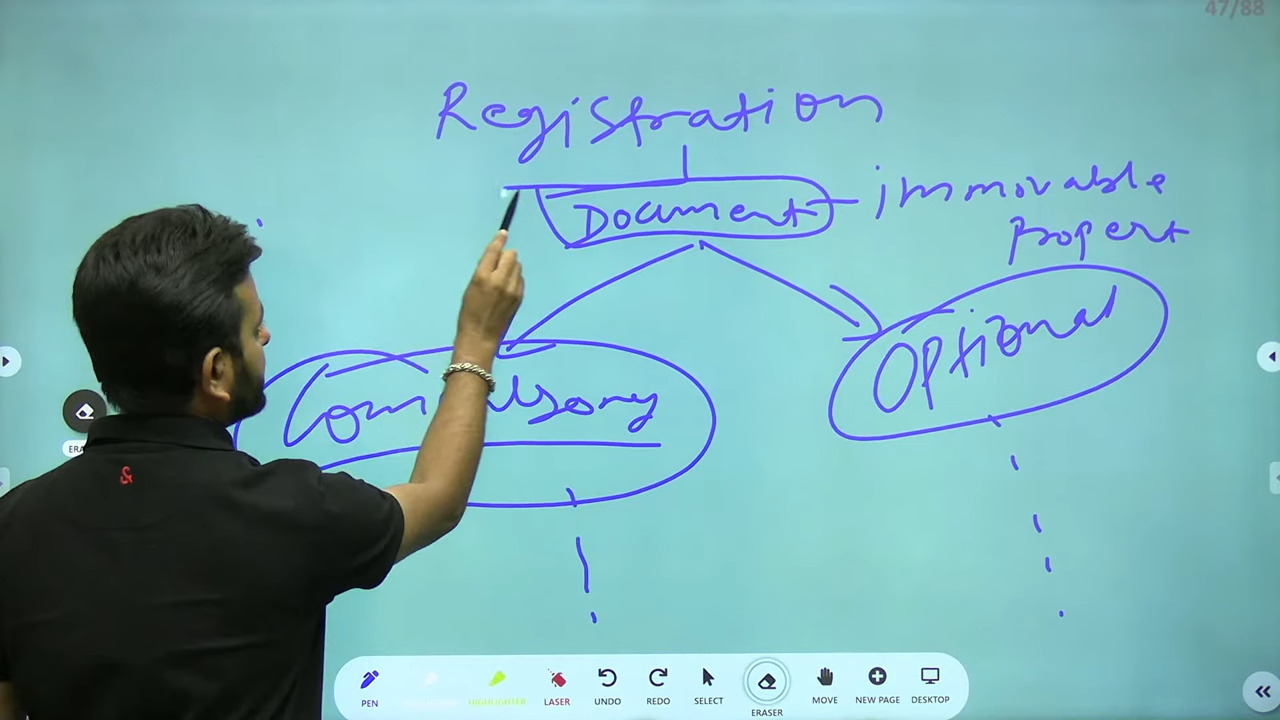 47/88
Registration
Document
immovable
Propert
Optional
PEN
HIGHLIGHTER
LASER
UNDO
REDO
SELECT
ERASER
MOVE
NEW PAGE
DESKTOP